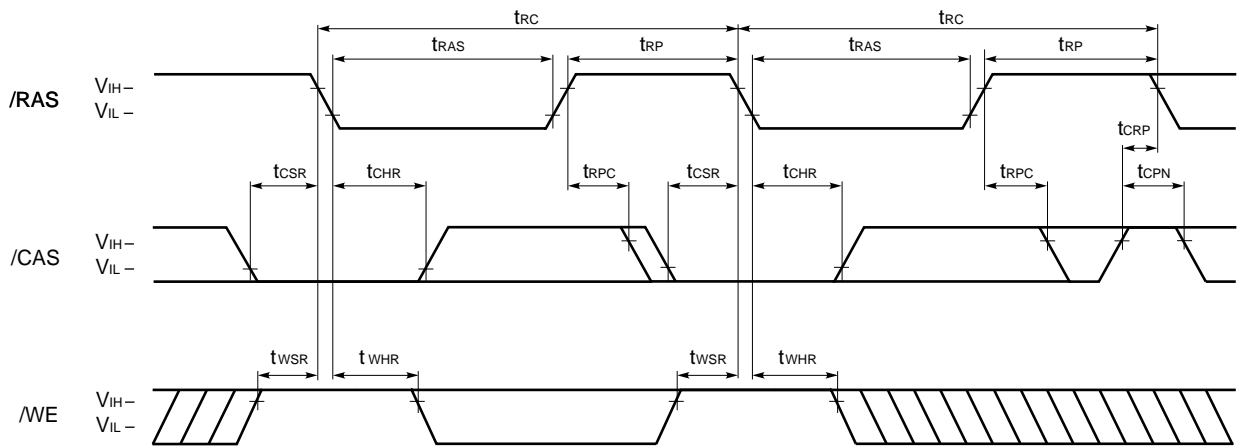 tRC tRC
tRAS tRP tRAS tRP
VIH –
/RAS
VIL –
tCRP
tCSR tCHR tRPC tCSR tCHR tRPC tCPN
VIH –
/CAS
VIL –
tWSR tWHR tWSR tWHR
VIH –
/WE
VIL –